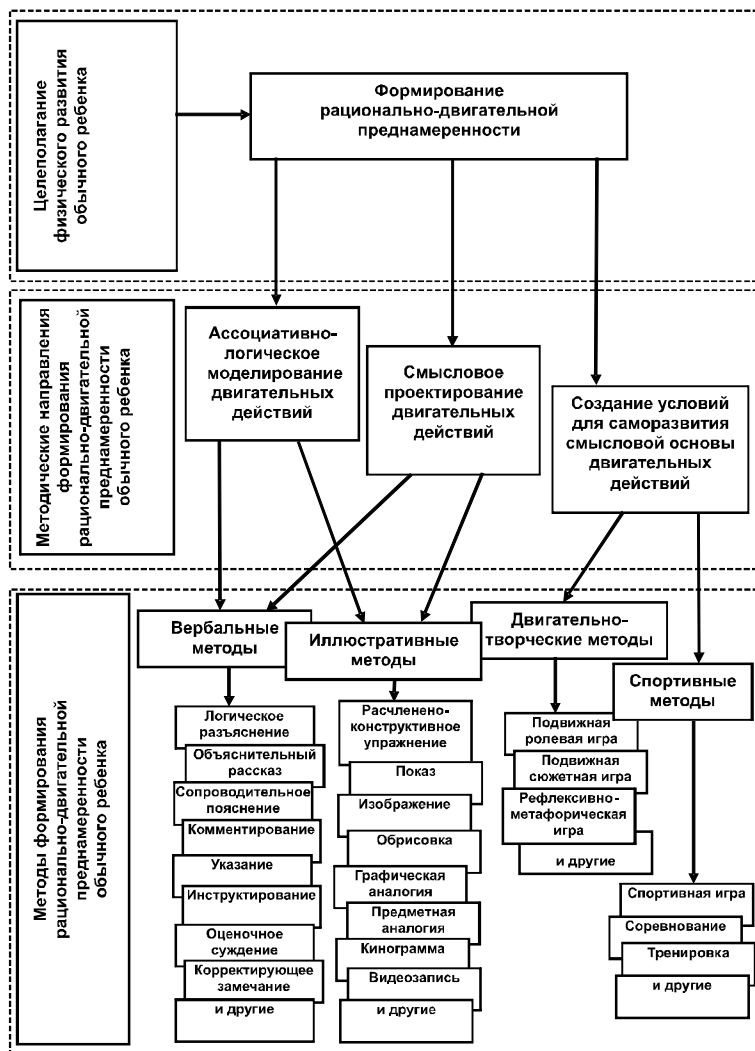 Целеполагание
физического развития
обычного ребенка
Формирование
рационально-двигательной
преднамеренности
Методические направления
формирования
рационально-двигательной
преднамеренности
обычного ребенка
Ассоциативно-
логическое
моделирование
двигательных
действий
Смысловое
проектирование
двигательных
действий
Создание условий
для саморазвития
смысловой основы
двигательных
действий
Методы формирования
рационально-двигательной
преднамеренности
обычного ребенка
Вербальные
методы
Иллюстративные
методы
Двигательно-
творческие методы
Спортивные
методы
Логическое
разъяснение
Объяснительный
рассказ
Сопроводительное
пояснение
Комментирование
Указание
Инструктирование
Оценочное
суждение
Корректирующее
замечание
и другие
Расчленено-
конструктивное
упражнение
Показ
Изображение
Обрисовка
Графическая
аналогия
Предметная
аналогия
Кинограмма
Видеозапись
и другие
Подвижная
ролевая игра
Подвижная
сюжетная игра
Рефлексивно-
метафорическая
игра
и другие
Спортивная игра
Соревнование
Тренировка
и другие